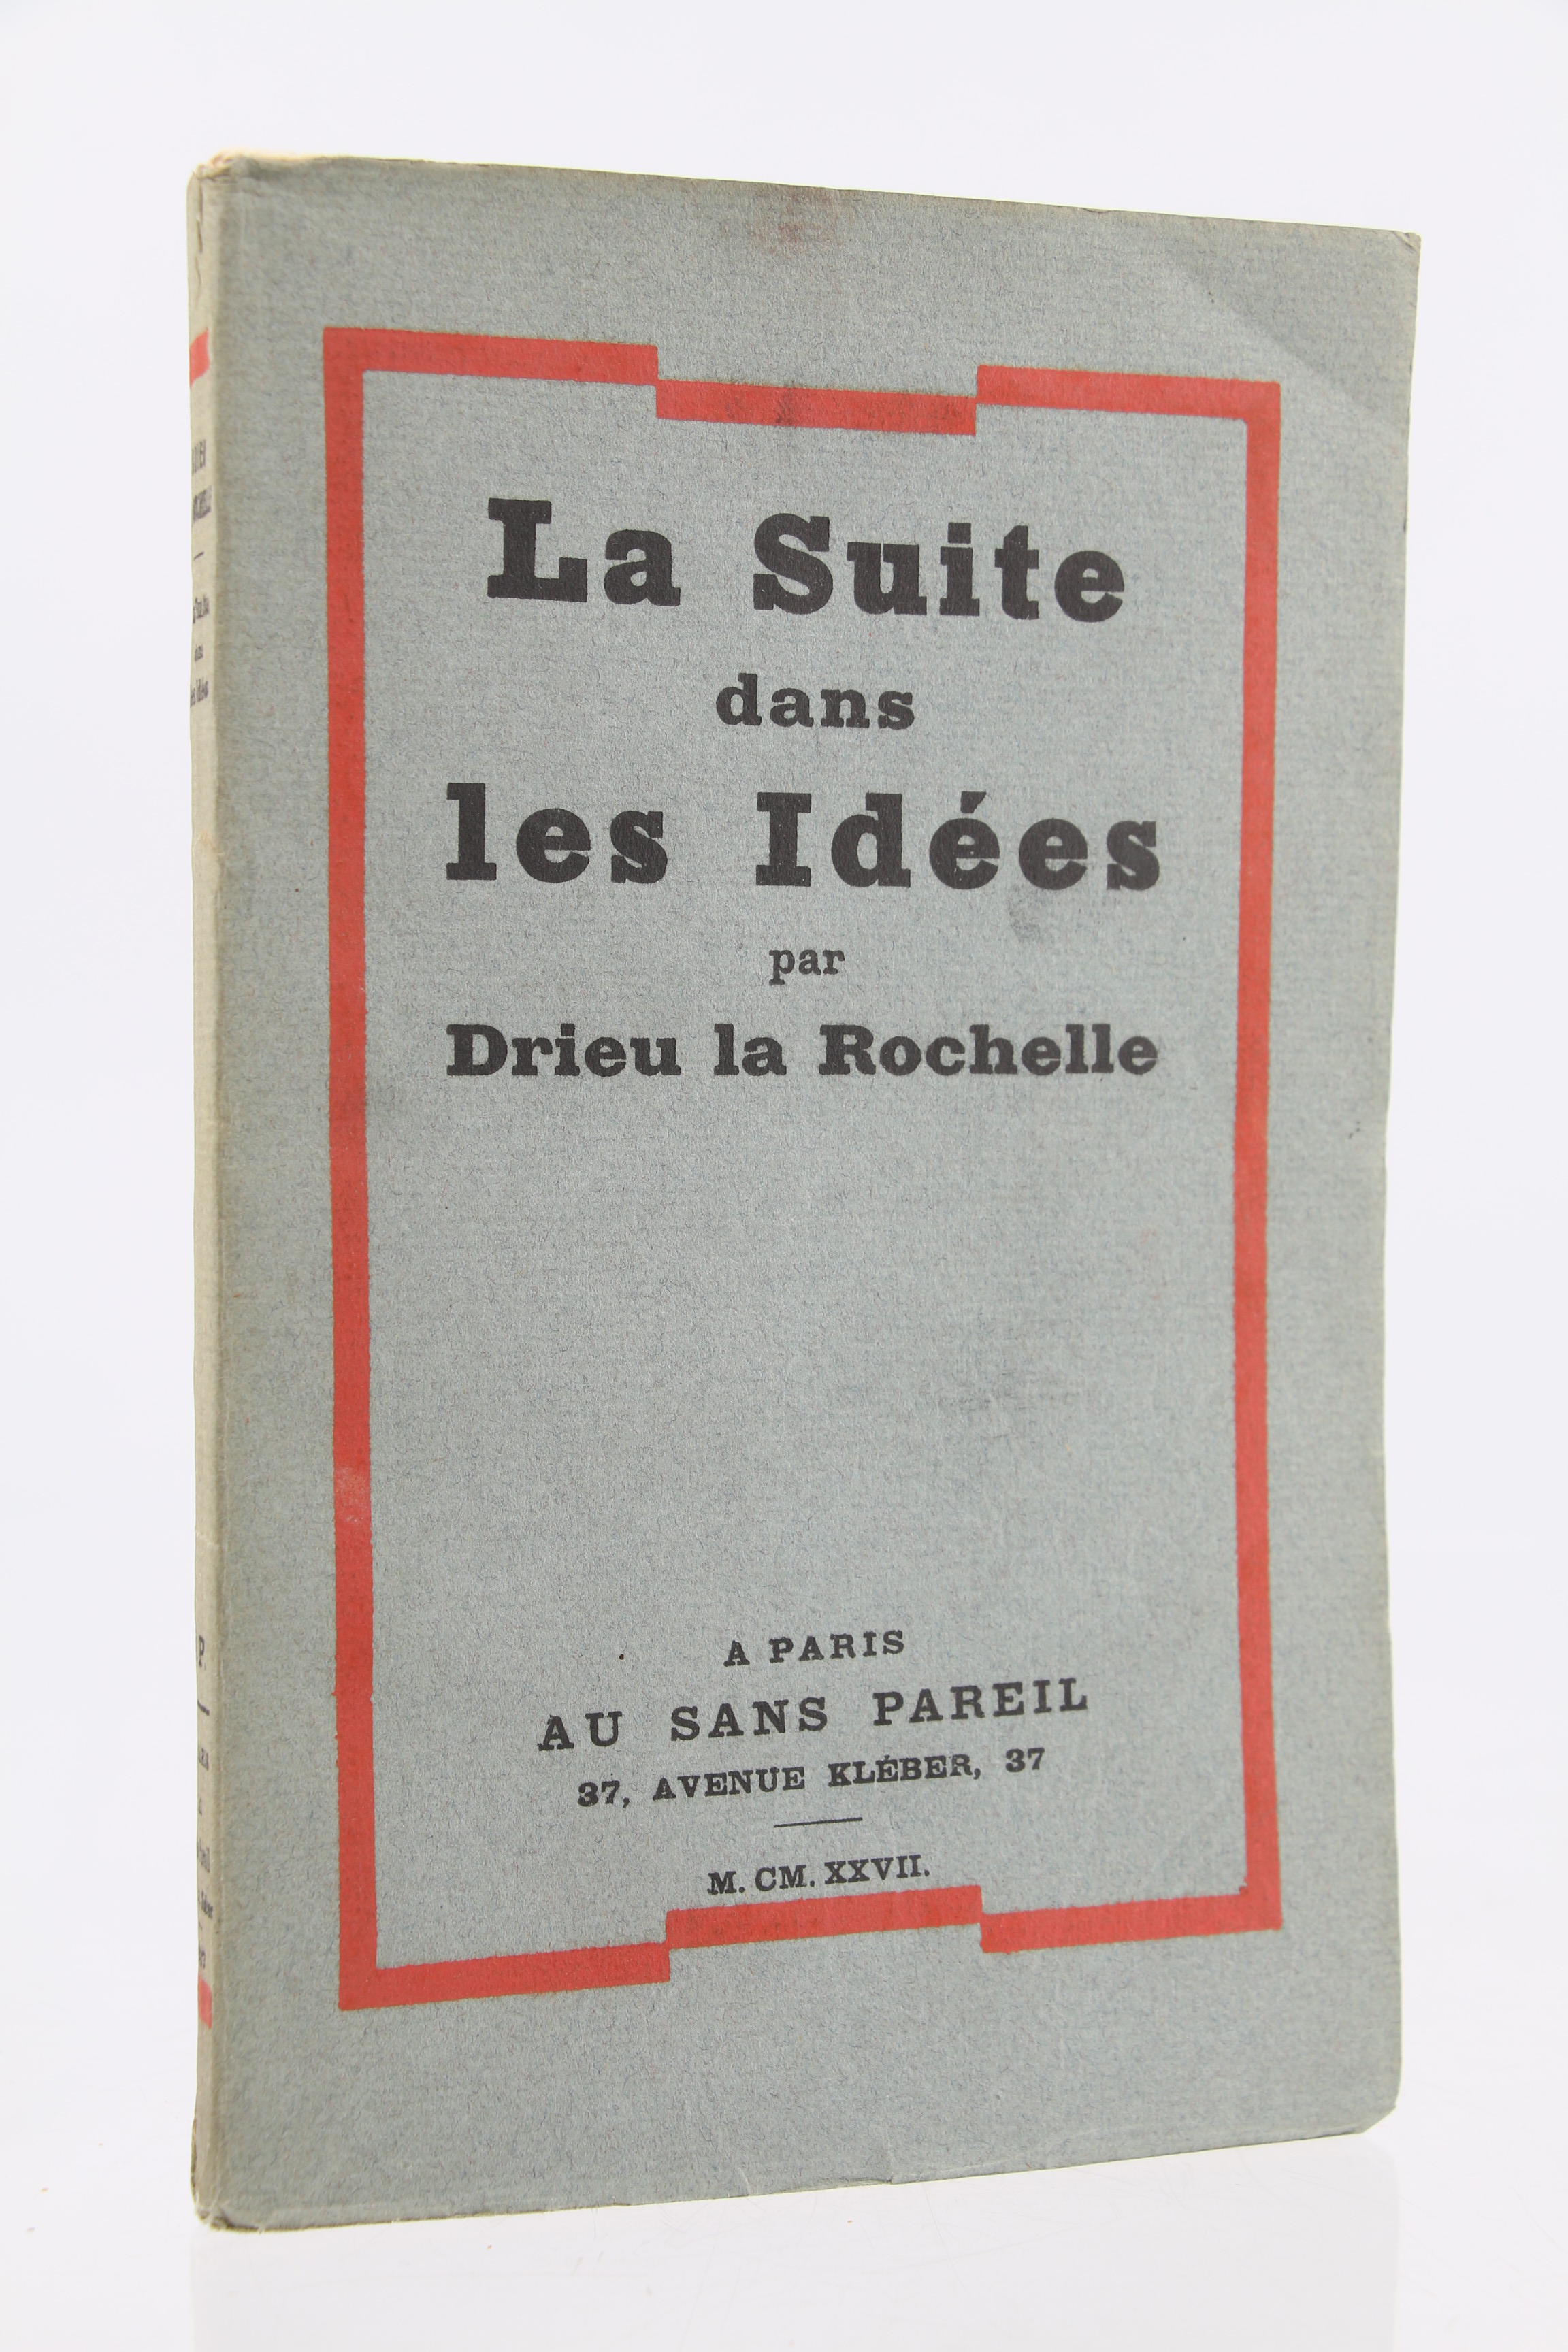 La Suite
dans
les Idées
par
Drieu la Rochelle
A PARIS
AU SANS PAREIL
37, AVENUE KLÉBER, 37
M. CM. XXVII.